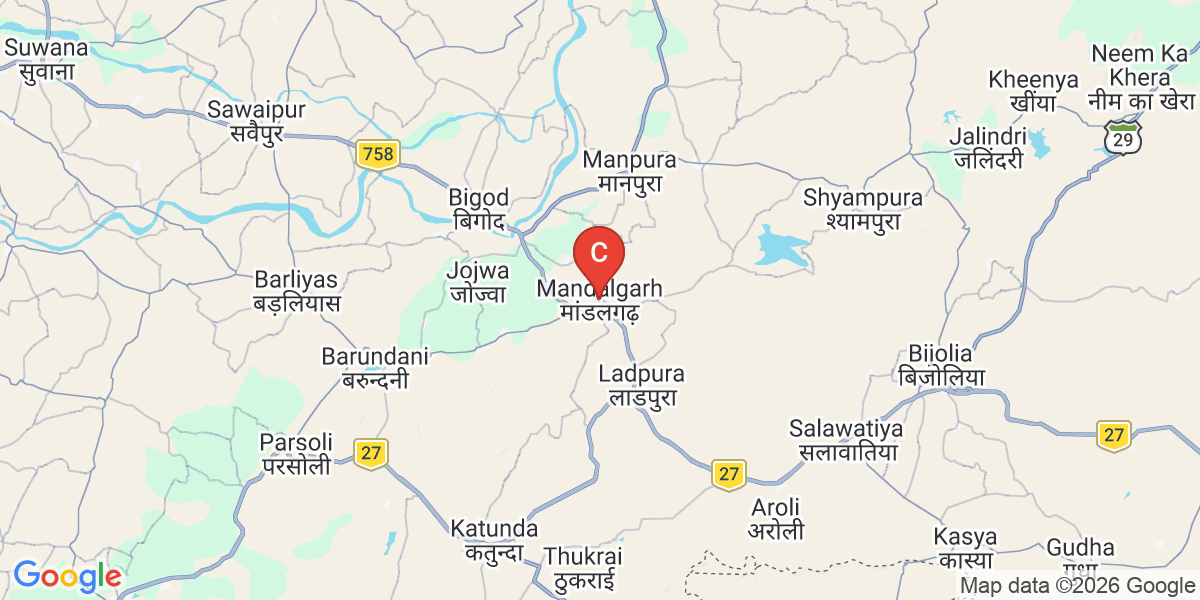 Suwana
सुवाना
Neem Ka
Khera
नीम का खेरा
Kheenya
खींया
Sawaipur
सवैपुर
29
758
Jalindri
जलिंदरी
Manpura
मानपुरा
Bigod
बिगोद
Shyampura
श्यामपुरा
C
Jojwa
जोज्वा
Barliyas
बड़लियास
Mandalgarh
मांडलगढ़
Barundani
बरुन्दनी
Bijolia
बिजोलिया
Ladpura
लाडपुरा
Salawatiya
सलावातिया
27
Parsoli
परसोली
27
27
Aroli
अरोली
Katunda
कतुन्दा
Kasya
कास्या
Gudha
गुधा
Thukrai
ठुकराई
Google
Map data ©2026 Google